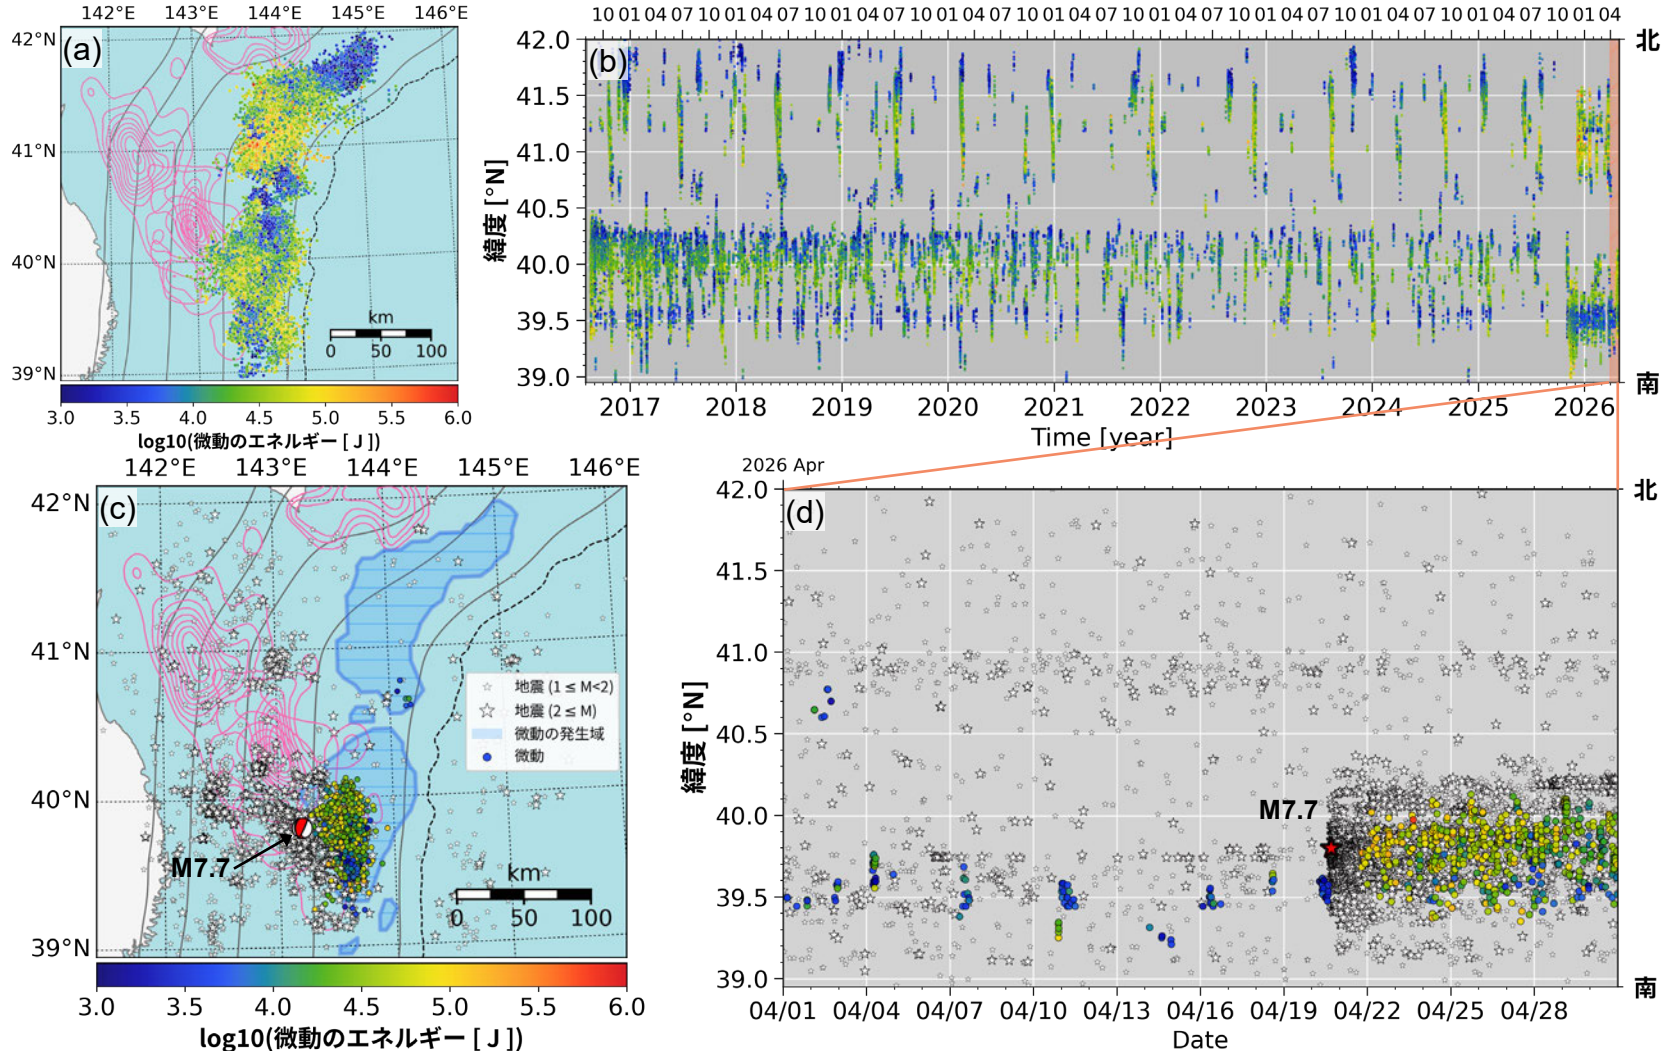 142°E 143°E 144°E 145°E 146°E
(a)
42°N
41°N
40°N
39°N
km
0 50 100
3.0 3.5 4.0 4.5 5.0 5.5 6.0
log10(微動のエネルギー [ J ])
10 01 04 07 10 01 04 07 10 01 04 07 10 01 04 07 10 01 04 07 10 01 04 07 10 01 04 07 10 01 04 07 10 01 04 07 10 01 04
(b)
42.0
41.5
41.0
40.5
40.0
39.5
39.0
緯度 [°N]
北
南
2017 2018 2019 2020 2021 2022 2023 2024 2025 2026
Time [year]
142°E 143°E 144°E 145°E 146°E
(c)
42°N
41°N
40°N
39°N
地震 (1 ≤ M<2)
地震 (2 ≤ M)
微動の発生域
微動
M7.7
km
0 50 100
3.0 3.5 4.0 4.5 5.0 5.5 6.0
log10(微動のエネルギー [ J ])
2026 Apr
(d)
42.0
41.5
41.0
40.5
40.0
39.5
39.0
緯度 [°N]
北
南
M7.7
04/01 04/04 04/07 04/10 04/13 04/16 04/19 04/22 04/25 04/28
Date